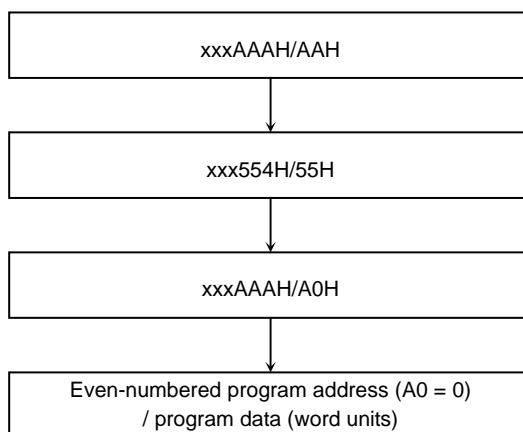 xxxAAAH/AAH
xxx554H/55H
xxxAAAH/A0H
Even-numbered program address (A0 = 0)
/ program data (word units)